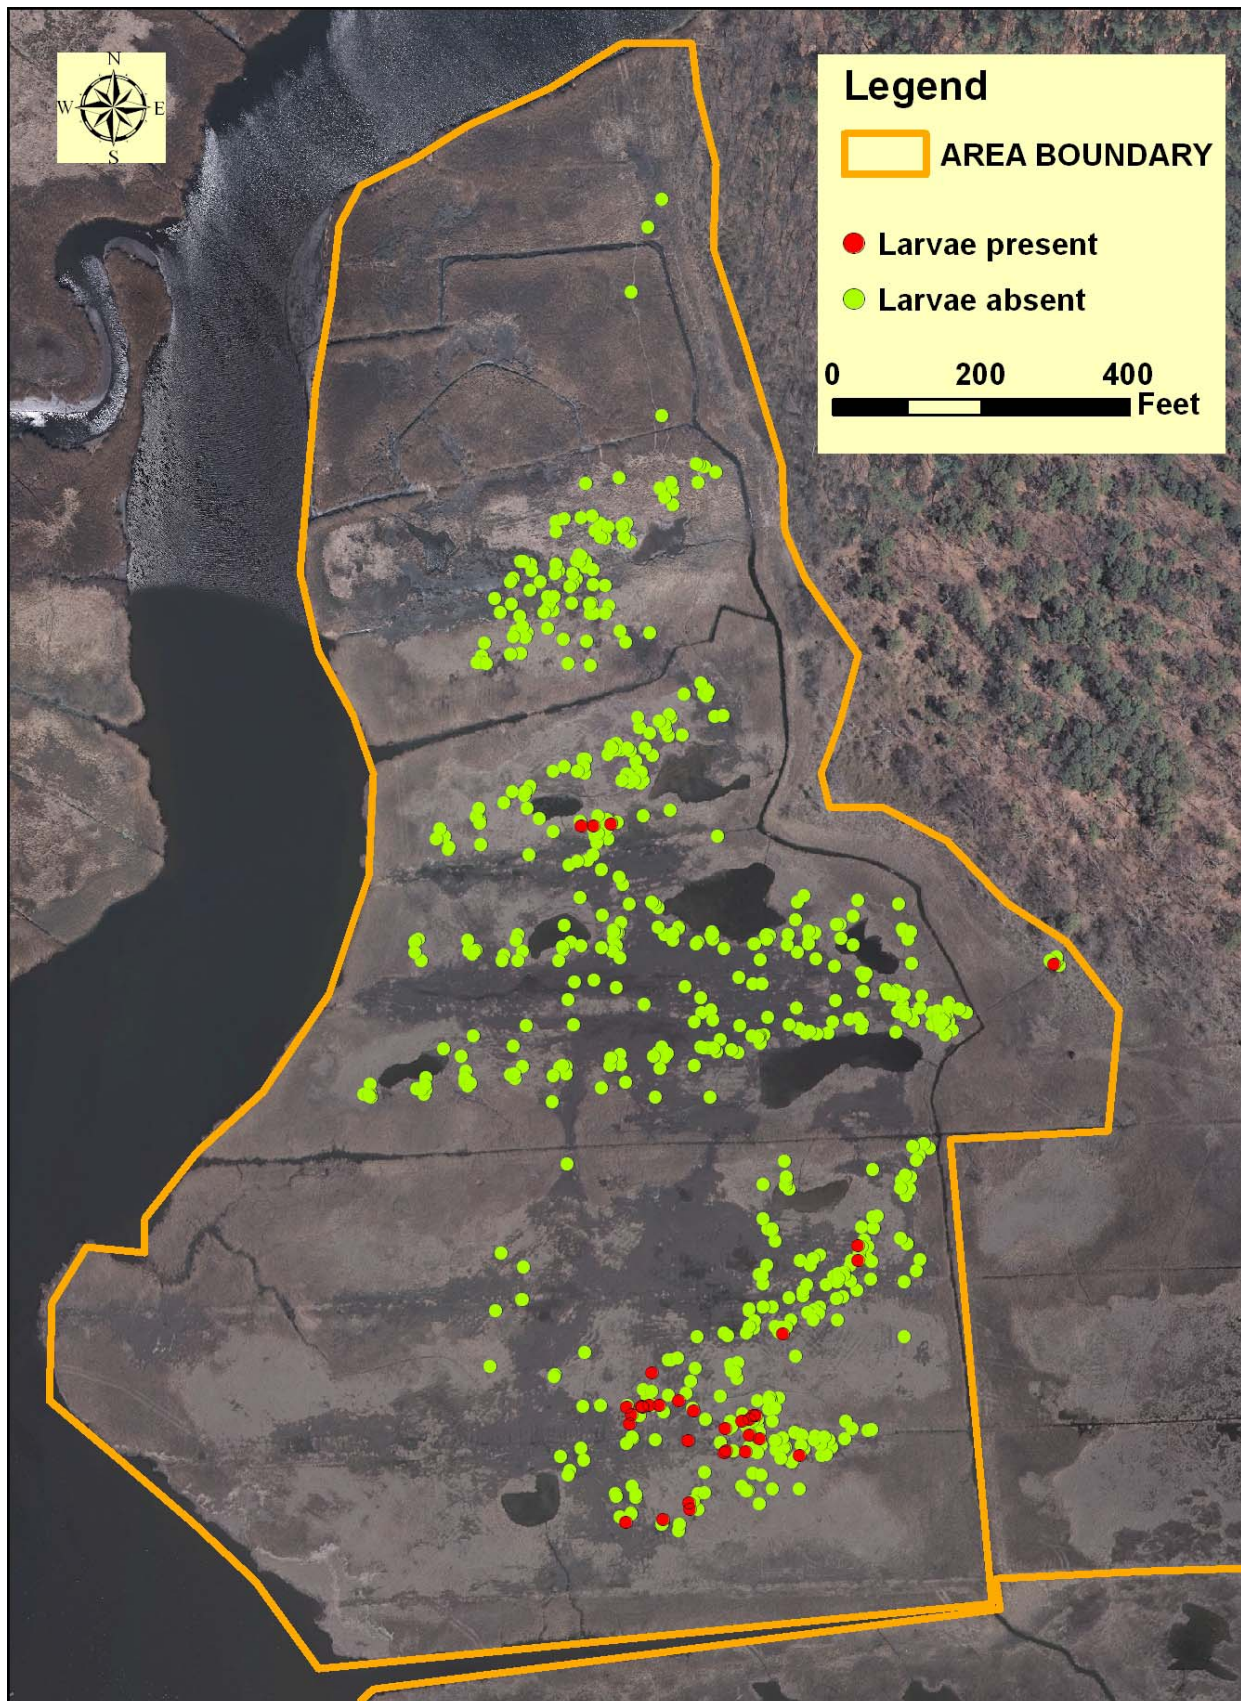 N
W E
S
Legend
AREA BOUNDARY
Larvae present
Larvae absent
0 200 400
Feet